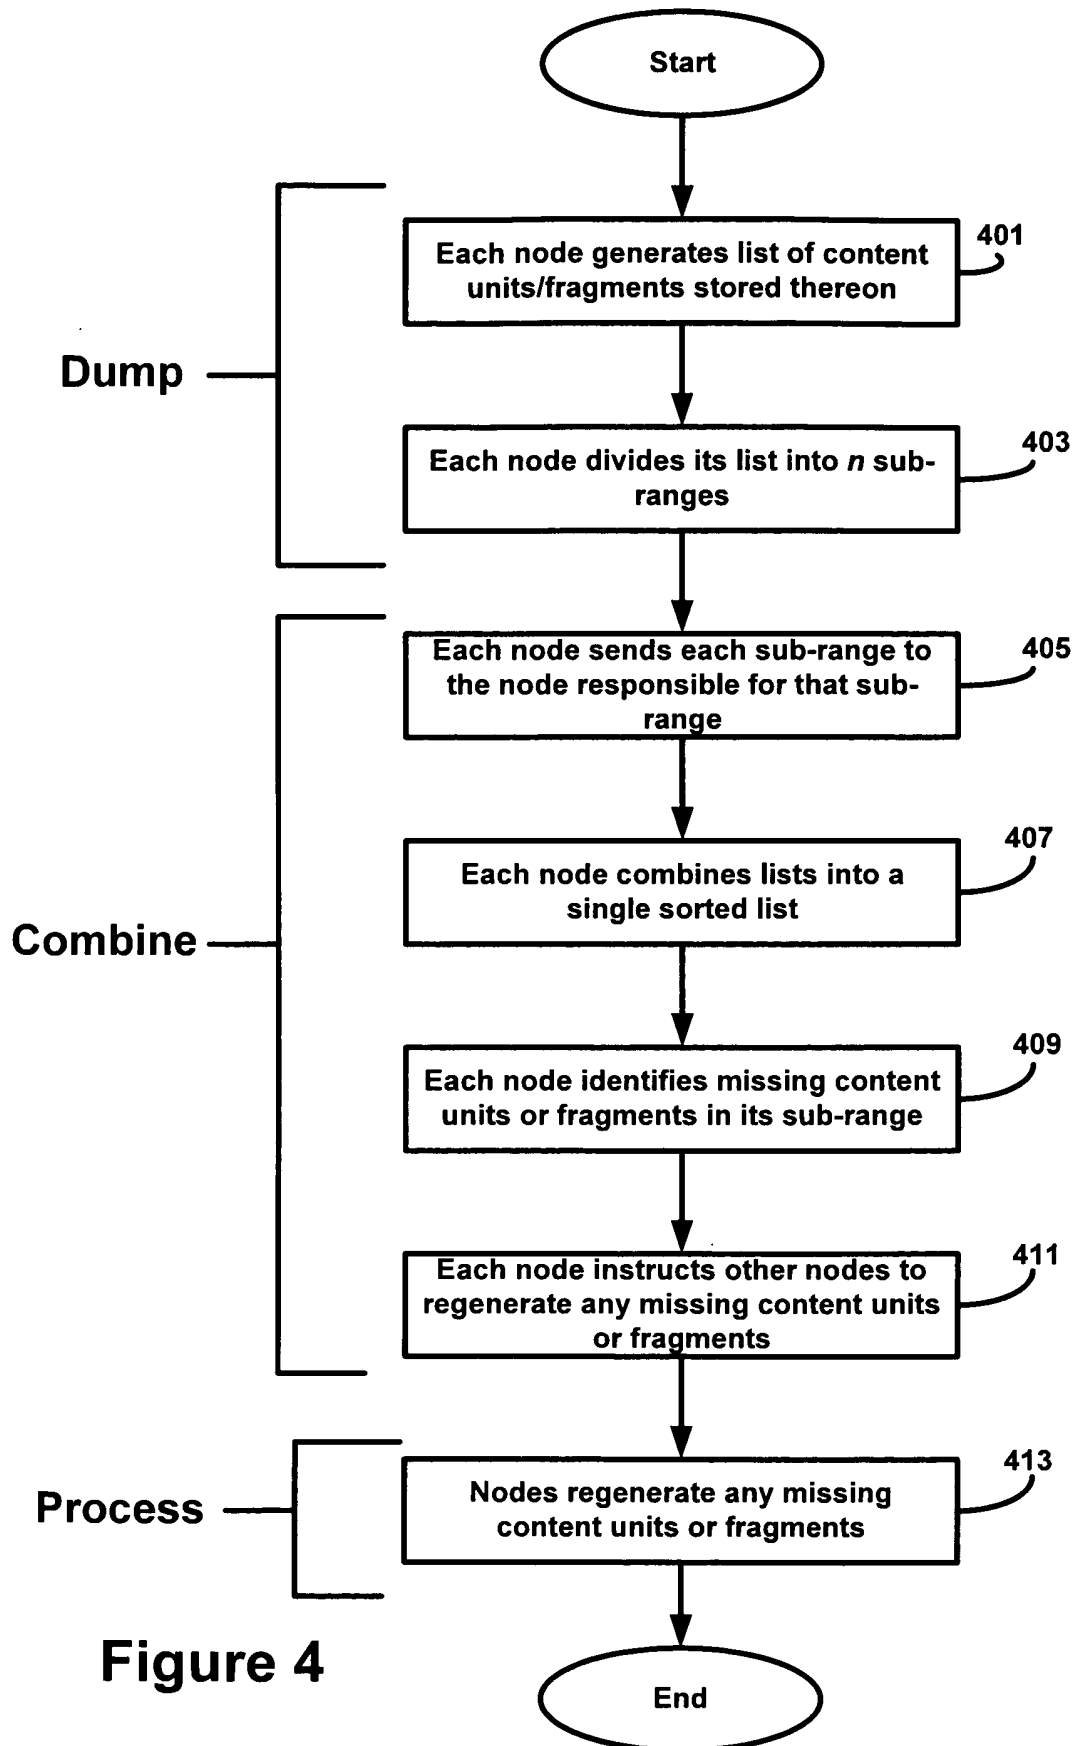 Start
401
Each node generates list of content
units/fragments stored thereon
Dump
403
Each node divides its list into n sub-
ranges
405
Each node sends each sub-range to
the node responsible for that sub-
range
407
Each node combines lists into a
single sorted list
Combine
409
Each node identifies missing content
units or fragments in its sub-range
411
Each node instructs other nodes to
regenerate any missing content units
or fragments
413
Process
Nodes regenerate any missing
content units or fragments
Figure 4
End